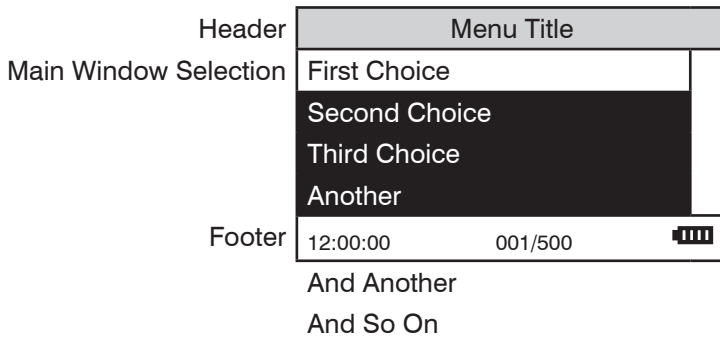 Header Menu Title
Main Window Selection First Choice
Second Choice
Third Choice
Another
Footer 12:00:00 001/500
And Another
And So On